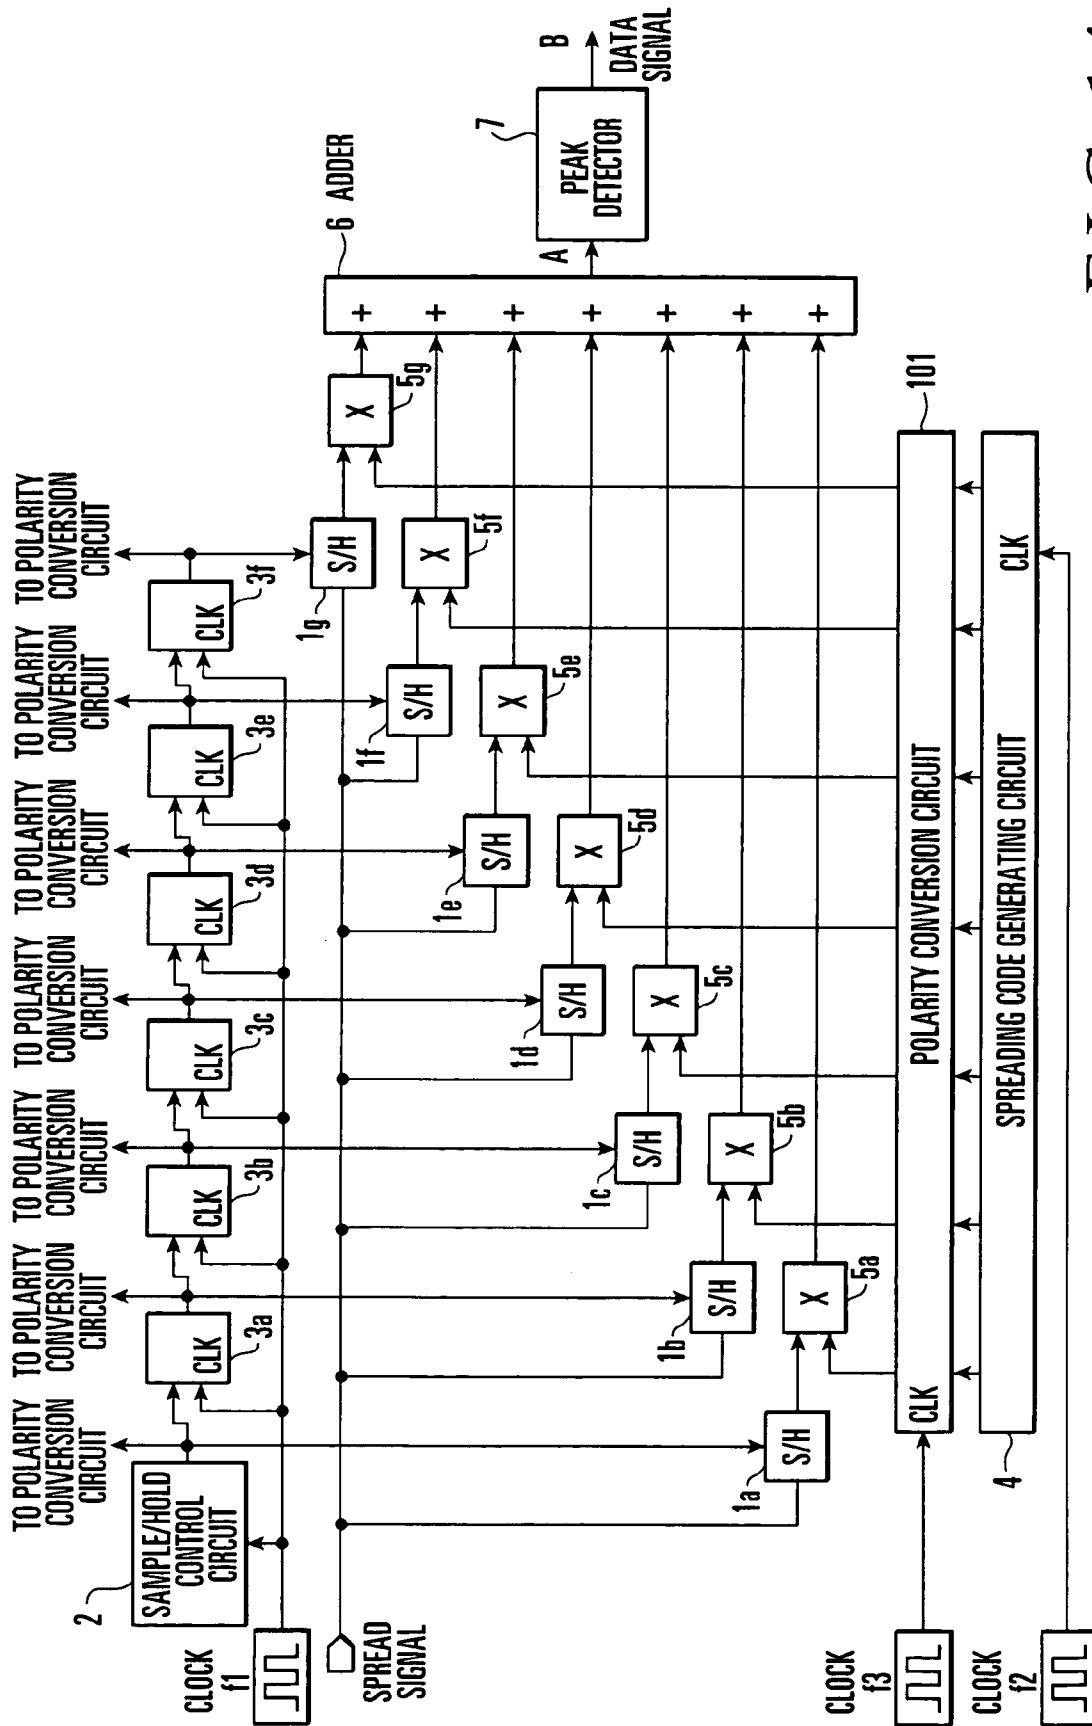 TO POLARITY
CONVERSION
CIRCUIT
TO POLARITY
CONVERSION
CIRCUIT
TO POLARITY
CONVERSION
CIRCUIT
TO POLARITY
CONVERSION
CIRCUIT
TO POLARITY
CONVERSION
CIRCUIT
TO POLARITY
CONVERSION
CIRCUIT
TO POLARITY
CONVERSION
CIRCUIT
2
SAMPLE/HOLD
CONTROL
CIRCUIT
CLK
3a
CLK
3b
CLK
3c
CLK
3d
CLK
3e
CLK
3f
CLOCK
f1
SPREAD
SIGNAL
S/H
1g
X
5g
S/H
1f
X
5f
S/H
1e
X
5e
S/H
1d
X
5d
S/H
1c
X
5c
S/H
1b
X
5b
S/H
1a
X
5a
6 ADDER
+
+
+
+
+
+
+
A
7
PEAK
DETECTOR
B
DATA
SIGNAL
CLOCK
f3
CLK
POLARITY CONVERSION CIRCUIT
101
4
SPREADING CODE GENERATING CIRCUIT
CLK
CLOCK
f2